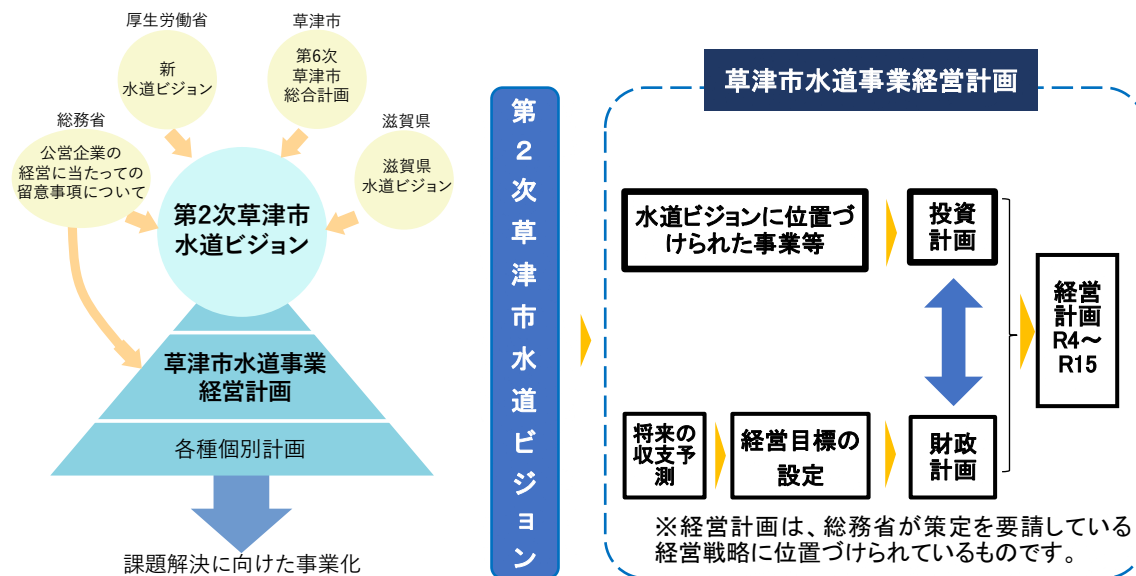 厚生労働省
新
水道ビジョン
草津市
第6次
草津市
総合計画
総務省
公営企業の
経営に当たっての
留意事項について
滋賀県
滋賀県
水道ビジョン
第2次草津市
水道ビジョン
草津市水道事業
経営計画
各種個別計画
課題解決に向けた事業化
第2次草津市水道ビジョン
草津市水道事業経営計画
水道ビジョンに位置づ
けられた事業等
投資
計画
将来の
収支予
測
経営目標の
設定
財政
計画
経営
計画
R4～
R15
※経営計画は、総務省が策定を要請している
経営戦略に位置づけられているものです。